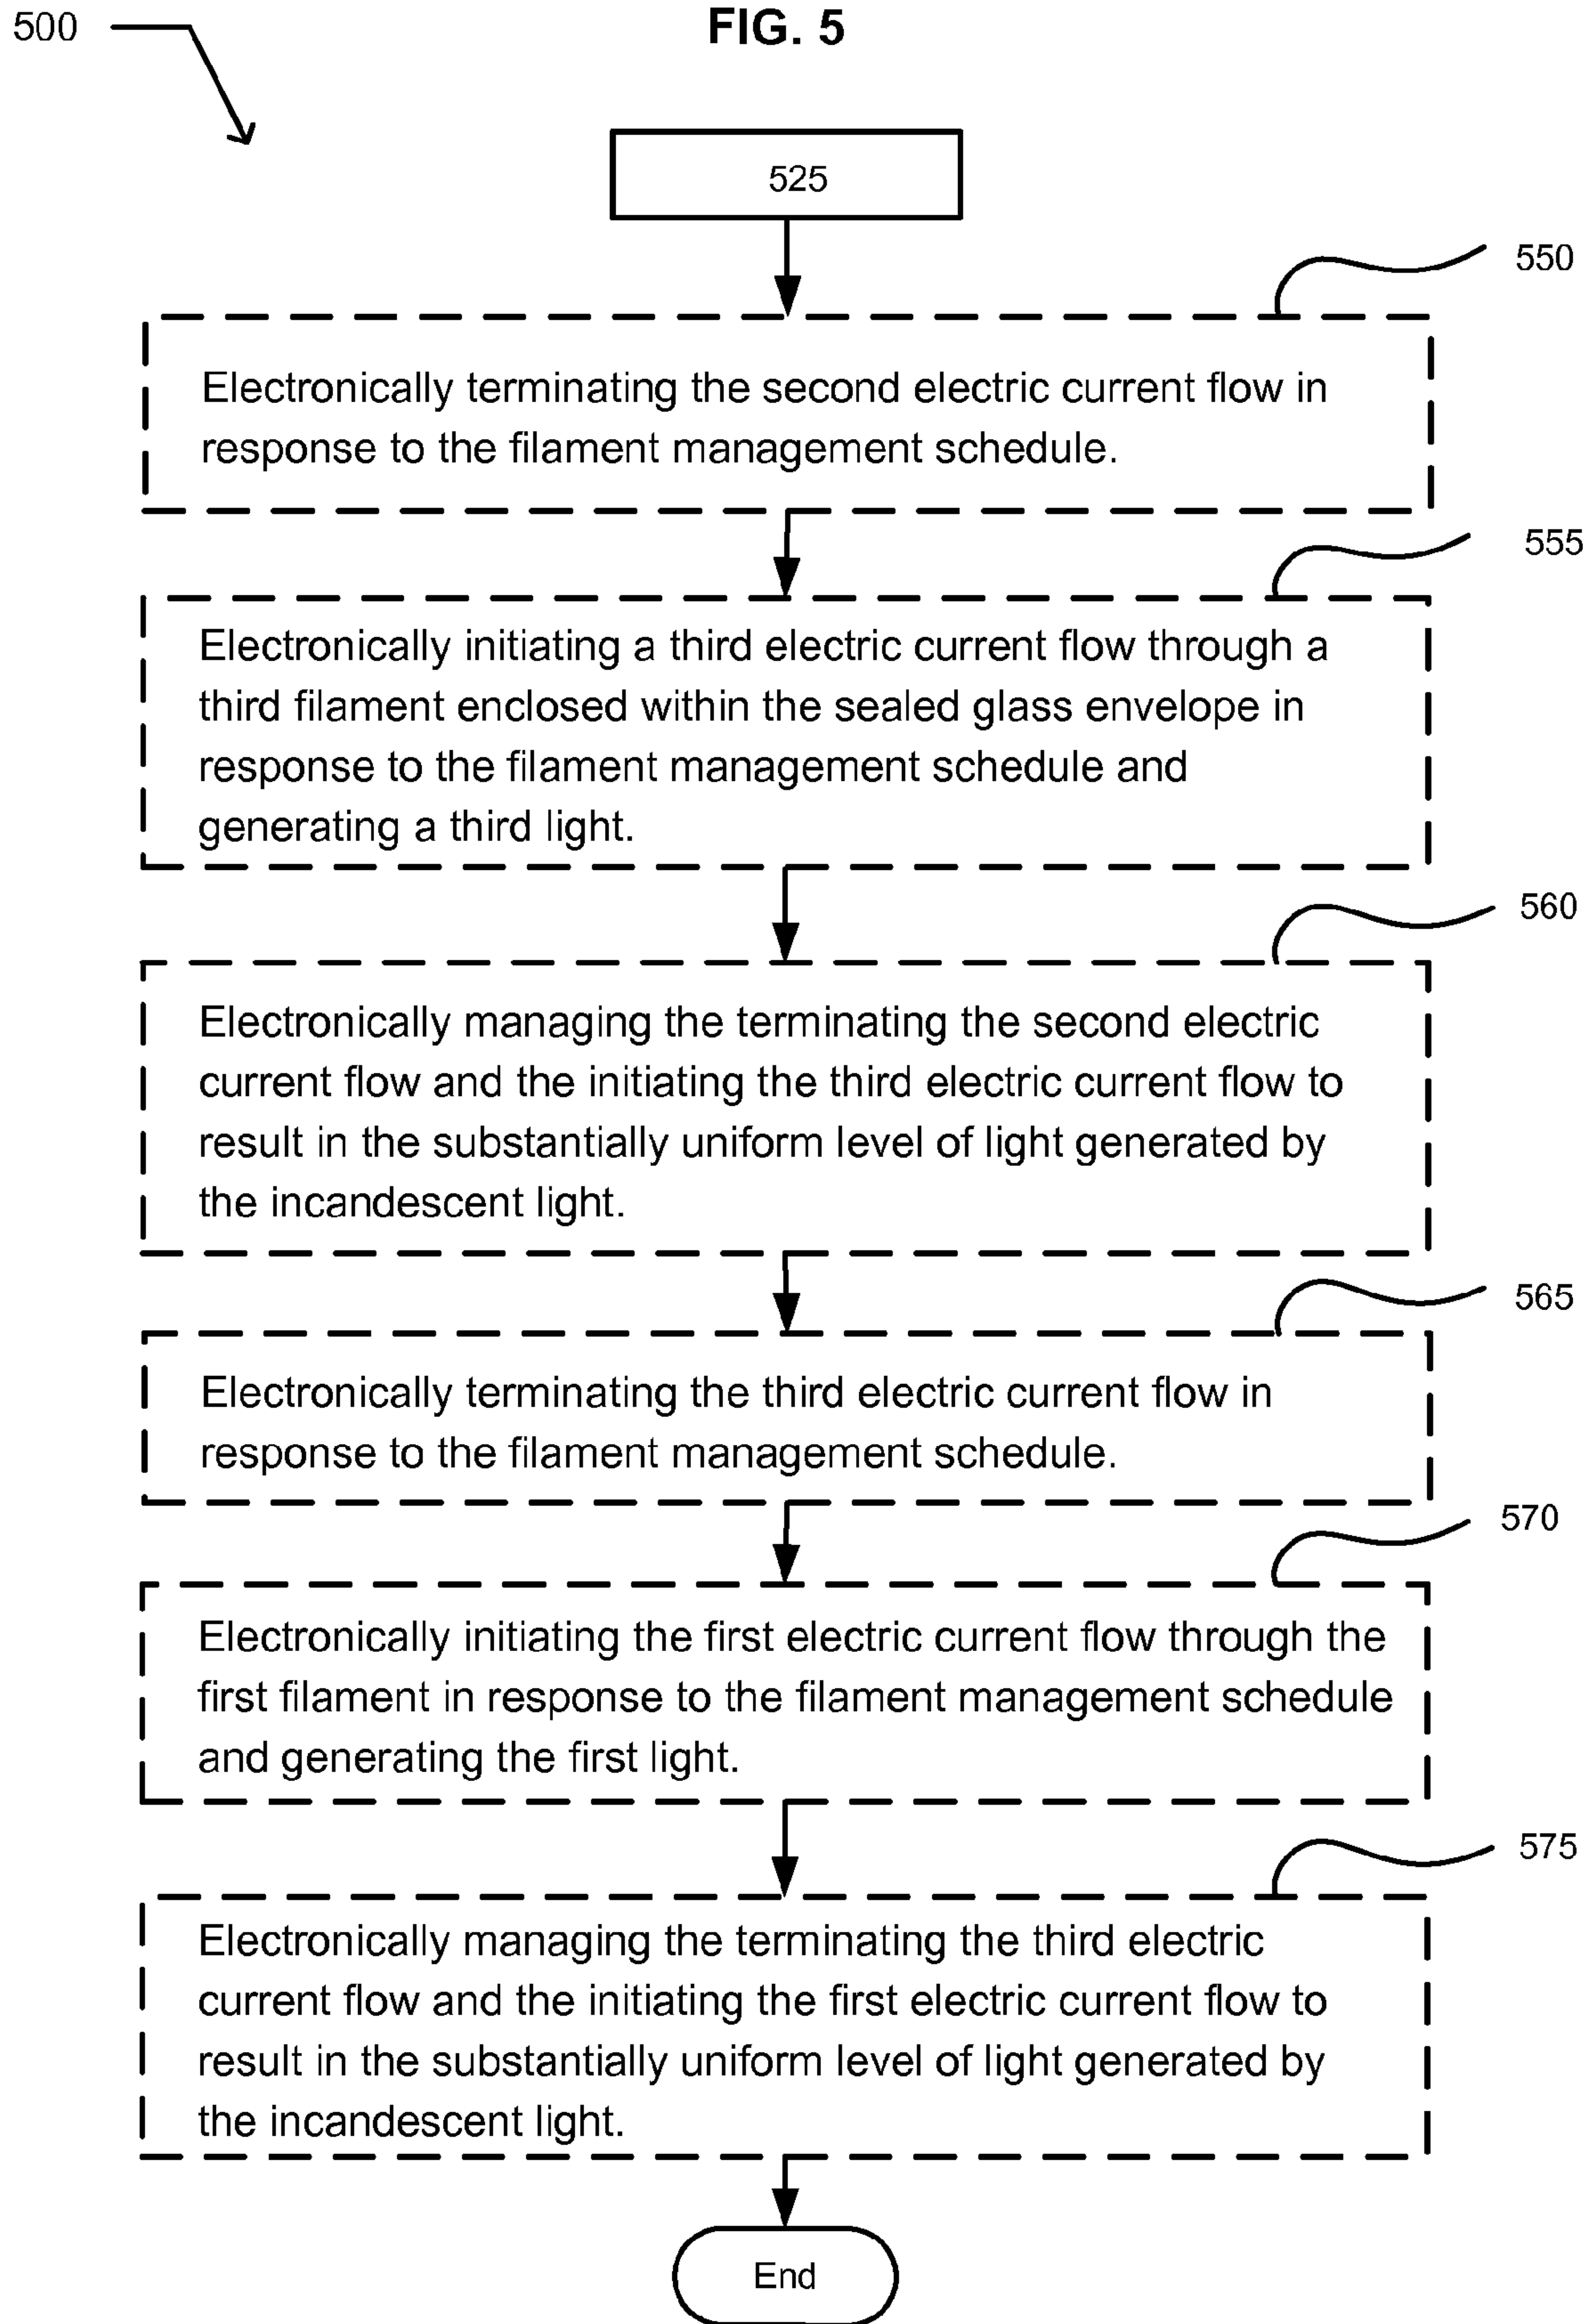 500
FIG. 5
525
550
Electronically terminating the second electric current flow in
response to the filament management schedule.
555
Electronically initiating a third electric current flow through a
third filament enclosed within the sealed glass envelope in
response to the filament management schedule and
generating a third light.
560
Electronically managing the terminating the second electric
current flow and the initiating the third electric current flow to
result in the substantially uniform level of light generated by
the incandescent light.
565
Electronically terminating the third electric current flow in
response to the filament management schedule.
570
Electronically initiating the first electric current flow through the
first filament in response to the filament management schedule
and generating the first light.
575
Electronically managing the terminating the third electric
current flow and the initiating the first electric current flow to
result in the substantially uniform level of light generated by
the incandescent light.
End